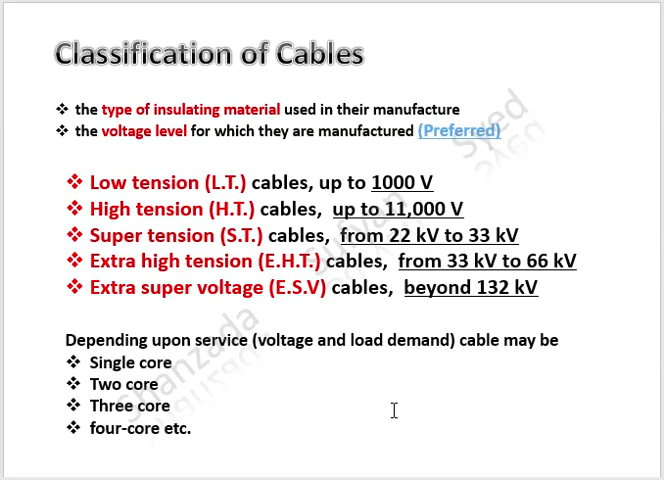 Classification of Cables
❖ the type of insulating material used in their manufacture
❖ the voltage level for which they are manufactured (Preferred)
❖ Low tension (L.T.) cables, up to 1000 V
❖ High tension (H.T.) cables, up to 11,000 V
❖ Super tension (S.T.) cables, from 22 kV to 33 kV
❖ Extra high tension (E.H.T.) cables, from 33 kV to 66 kV
❖ Extra super voltage (E.S.V) cables, beyond 132 kV
Depending upon service (voltage and load demand) cable may be
❖ Single core
❖ Two core
❖ Three core
❖ four-core etc.
Syed
Sufyan
Shanzada